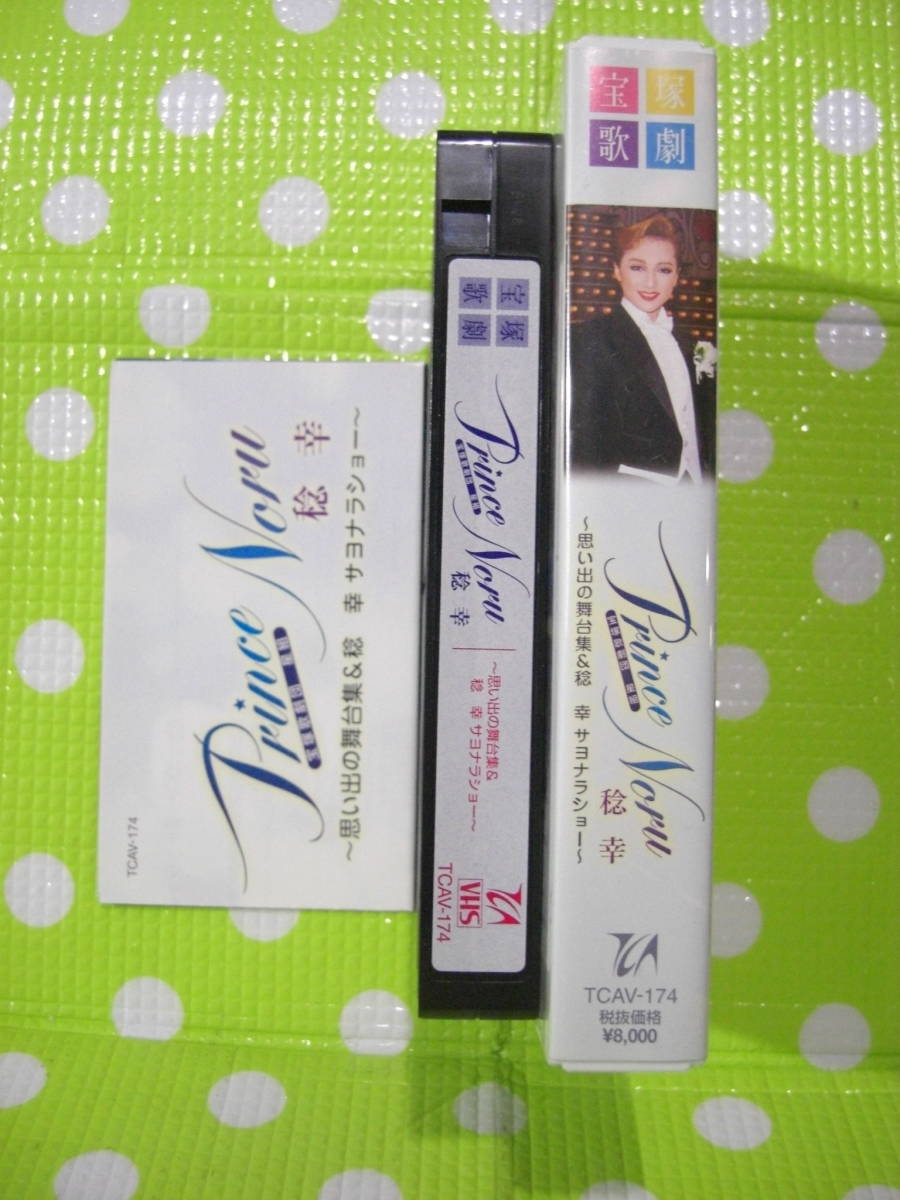 Prince Noru
稔 幸
～思い出の舞台集&稔 幸 サヨナラショー～
TCAV-174
宝塚
歌劇
Prince Noru
稔 幸
～思い出の舞台集&
稔 幸 サヨナラショー～
VHS
TCAV-174
宝塚
歌劇
Prince Noru
稔 幸
～思い出の舞台集&稔 幸 サヨナラショー～
TCAV-174
税抜価格
¥8,000